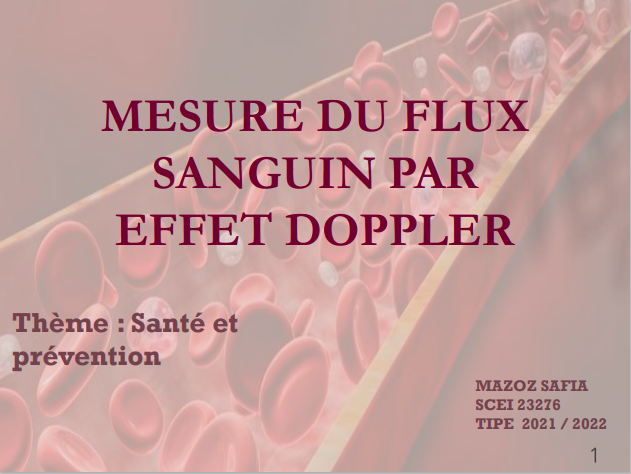 MESURE DU FLUX
SANGUIN PAR
EFFET DOPPLER
Thème : Santé et
prévention
MAZOZ SAFIA
SCEI 23276
TIPE 2021 / 2022
1